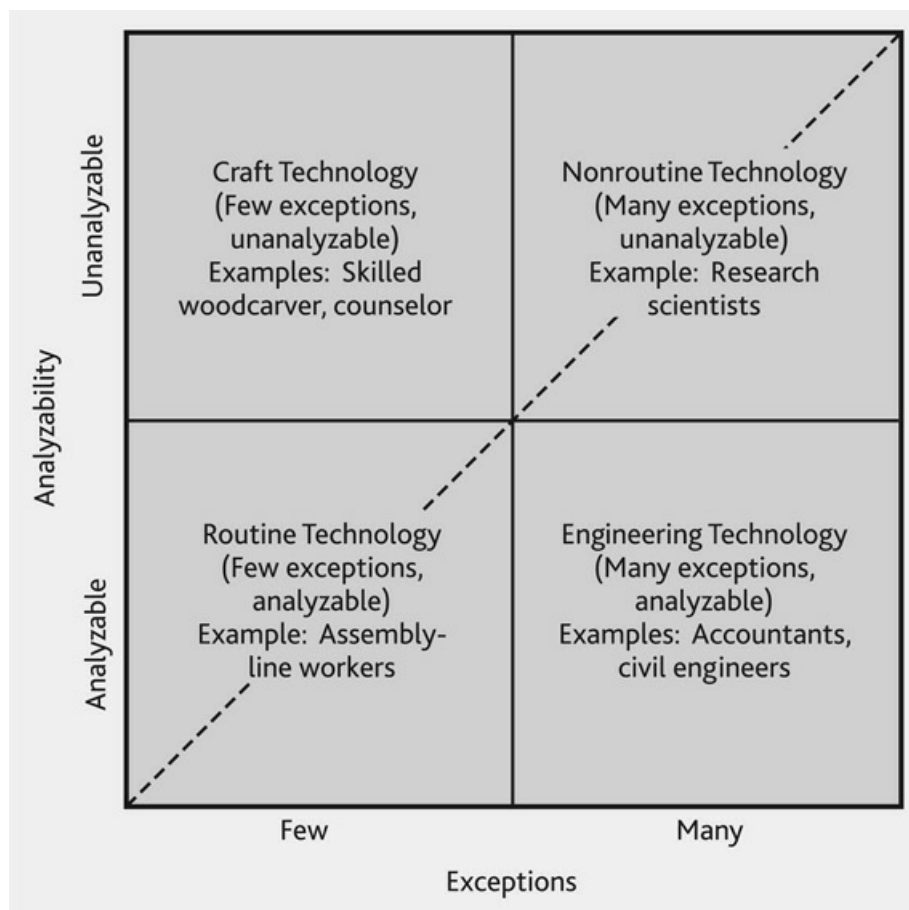 Analyzability
Unanalyzable
Analyzable
Craft Technology
(Few exceptions,
unanalyzable)
Examples: Skilled
woodcarver, counselor
Nonroutine Technology
(Many exceptions,
unanalyzable)
Example: Research
scientists
Routine Technology
(Few exceptions,
analyzable)
Example: Assembly-
line workers
Engineering Technology
(Many exceptions,
analyzable)
Examples: Accountants,
civil engineers
Few
Many
Exceptions